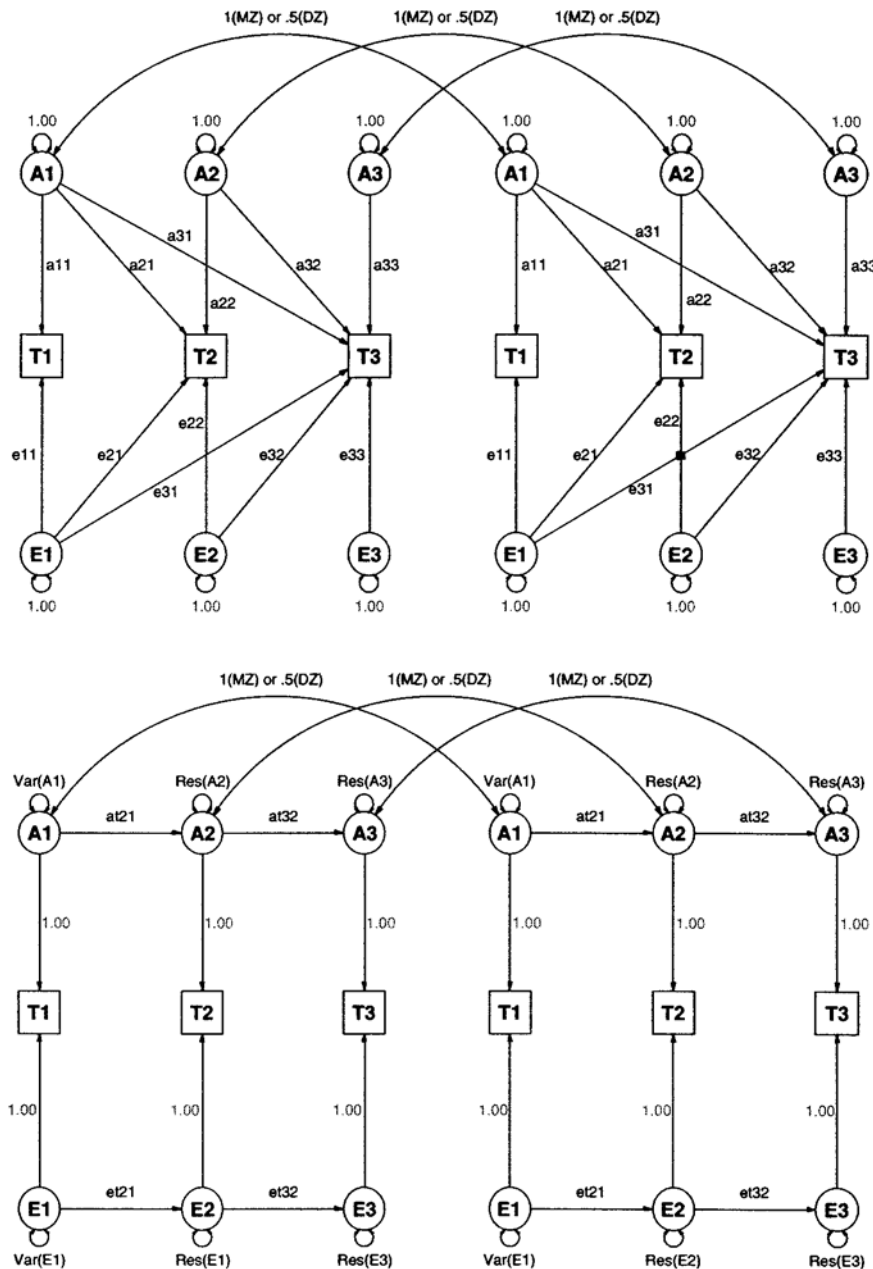 1(MZ) or .5(DZ) 1(MZ) or .5(DZ) 1(MZ) or .5(DZ)
1.00 1.00 1.00 1.00 1.00 1.00
A1 A2 A3 A1 A2 A3
a31 a31
a11 a21 a32 a33 a11 a21 a32 a33
a22 a22
T1 T2 T3 T1 T2 T3
e22 e22
e11 e21 e32 e33 e11 e21 e32 e33
e31 e31
E1 E2 E3 E1 E2 E3
1.00 1.00 1.00 1.00 1.00 1.00
1(MZ) or .5(DZ) 1(MZ) or .5(DZ) 1(MZ) or .5(DZ)
Var(A1) Res(A2) Res(A3) Var(A1) Res(A2) Res(A3)
at21 at32 at21 at32
A1 A2 A3 A1 A2 A3
1.00 1.00 1.00 1.00 1.00 1.00
T1 T2 T3 T1 T2 T3
1.00 1.00 1.00 1.00 1.00 1.00
et21 et32 et21 et32
E1 E2 E3 E1 E2 E3
Var(E1) Res(E1) Res(E3) Var(E1) Res(E2) Res(E3)